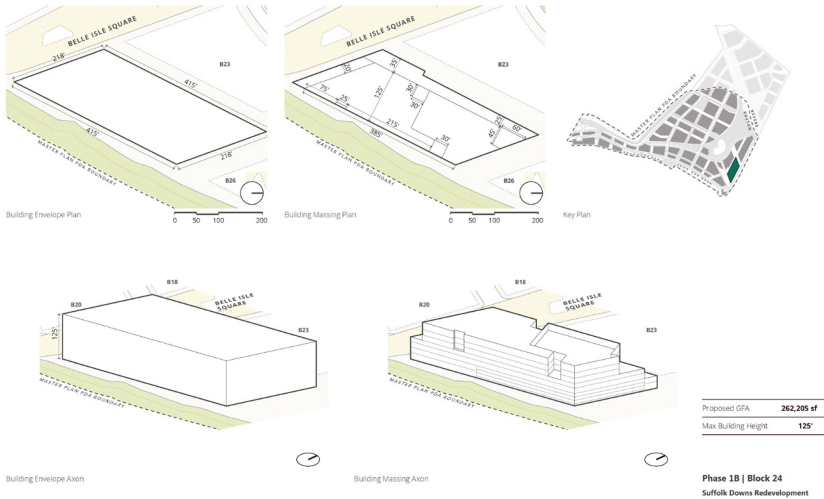 BELLE ISLE SQUARE
218'
B23
415'
415'
218'
MASTER PLAN PDA BOUNDARY
B26
Building Envelope Plan
0 50 100 200
BELLE ISLE SQUARE
B23
20'
35'
75'
25'
125'
30'
30'
215'
385'
30'
25'
45'
60'
MASTER PLAN PDA BOUNDARY
B26
Building Massing Plan
0 50 100 200
MASTER PLAN PDA BOUNDARY
Key Plan
B18
B20
BELLE ISLE
SQUARE
B23
125'
MASTER PLAN PDA BOUNDARY
Building Envelope Axon
B18
B20
BELLE ISLE
SQUARE
B23
MASTER PLAN PDA BOUNDARY
Building Massing Axon
Proposed GFA 262,205 sf
Max Building Height 125'
Phase 1B | Block 24
Suffolk Downs Redevelopment